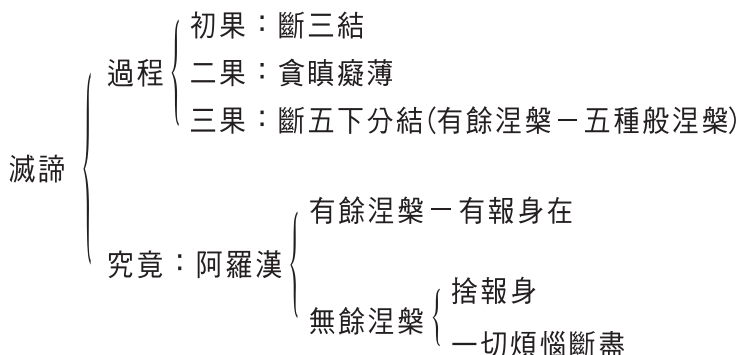 滅諦
過程
初果：斷三結
二果：貪瞋癡薄
三果：斷五下分結(有餘涅槃－五種般涅槃)
究竟：阿羅漢
有餘涅槃－有報身在
無餘涅槃
捨報身
一切煩惱斷盡